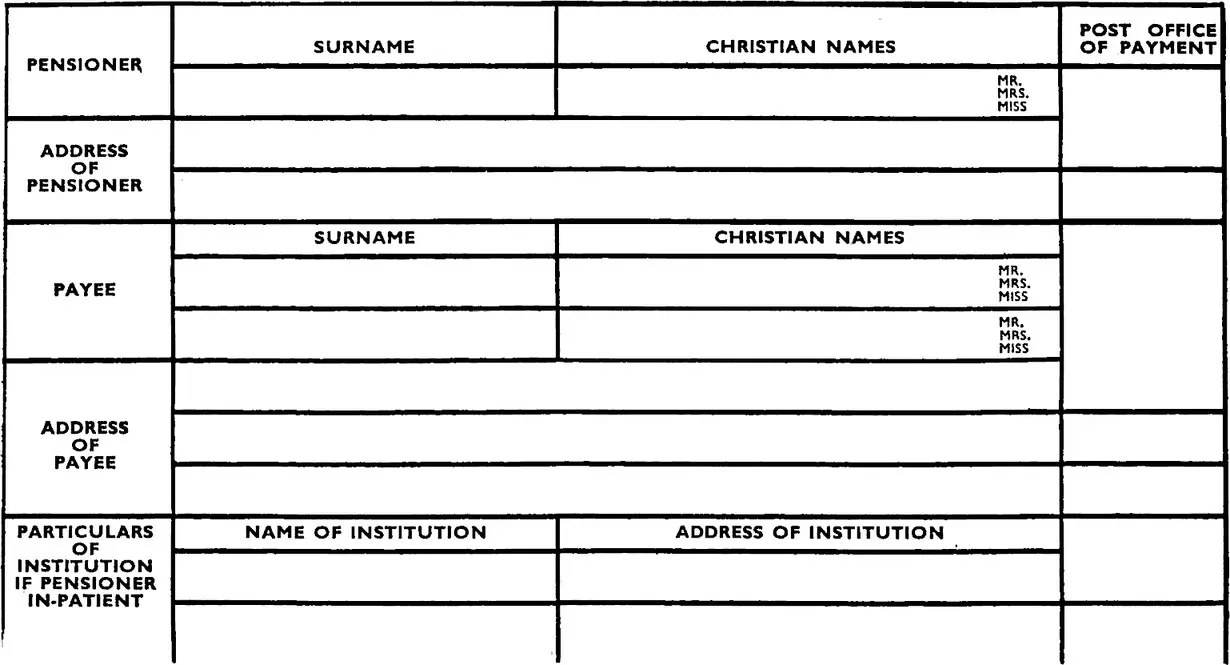 PENSIONER
SURNAME
CHRISTIAN NAMES
POST OFFICE
OF PAYMENT
MR.
MRS.
MISS
ADDRESS
OF
PENSIONER
PAYEE
SURNAME
CHRISTIAN NAMES
MR.
MRS.
MISS
MR.
MRS.
MISS
ADDRESS
OF
PAYEE
PARTICULARS
OF
INSTITUTION
IF PENSIONER
IN-PATIENT
NAME OF INSTITUTION
ADDRESS OF INSTITUTION